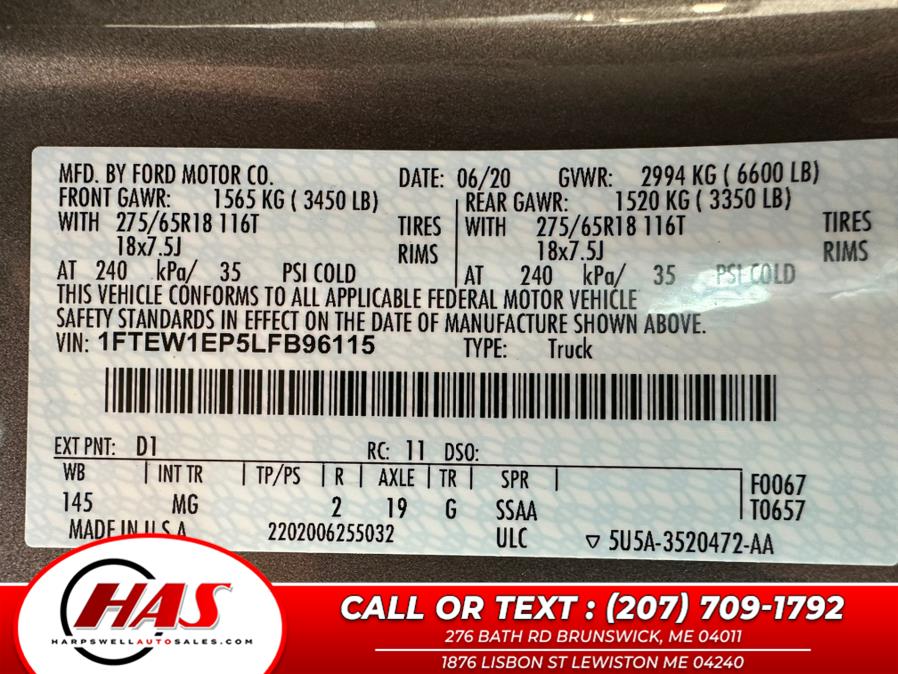 MFD. BY FORD MOTOR CO. DATE: 06/20 GVWR: 2994 KG ( 6600 LB)
FRONT GAWR: 1565 KG ( 3450 LB) REAR GAWR: 1520 KG ( 3350 LB)
WITH 275/65R18 116T TIRES WITH 275/65R18 116T TIRES
18x7.5J RIMS 18x7.5J RIMS
AT 240 kPa/ 35 PSI COLD AT 240 kPa/ 35 PSI COLD
THIS VEHICLE CONFORMS TO ALL APPLICABLE FEDERAL MOTOR VEHICLE
SAFETY STANDARDS IN EFFECT ON THE DATE OF MANUFACTURE SHOWN ABOVE.
VIN: 1FTEW1EP5LFB96115 TYPE: Truck
EXT PNT: D1 RC: 11 DSO:
WB INT TR TP/PS R AXLE TR SPR F0067
145 MG 2 19 G SSAA T0657
MADE IN U.S.A 2202006255032 ULC ▽ 5U5A-3520472-AA
HAS
HARPSWELLAUTOSALES.COM
CALL OR TEXT : (207) 709-1792
276 BATH RD BRUNSWICK, ME 04011
1876 LISBON ST LEWISTON ME 04240